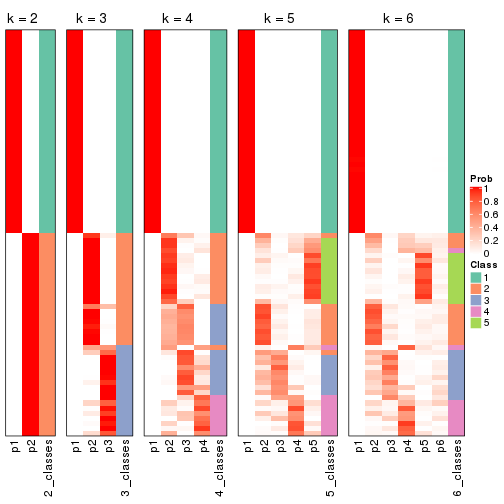 k = 2
k = 3
k = 4
k = 5
k = 6
p1
p2
2_classes
p1
p2
p3
3_classes
p1
p2
p3
p4
4_classes
p1
p2
p3
p4
p5
5_classes
p1
p2
p3
p4
p5
p6
6_classes
Prob
1
0.8
0.6
0.4
0.2
0
Class
1
2
3
4
5